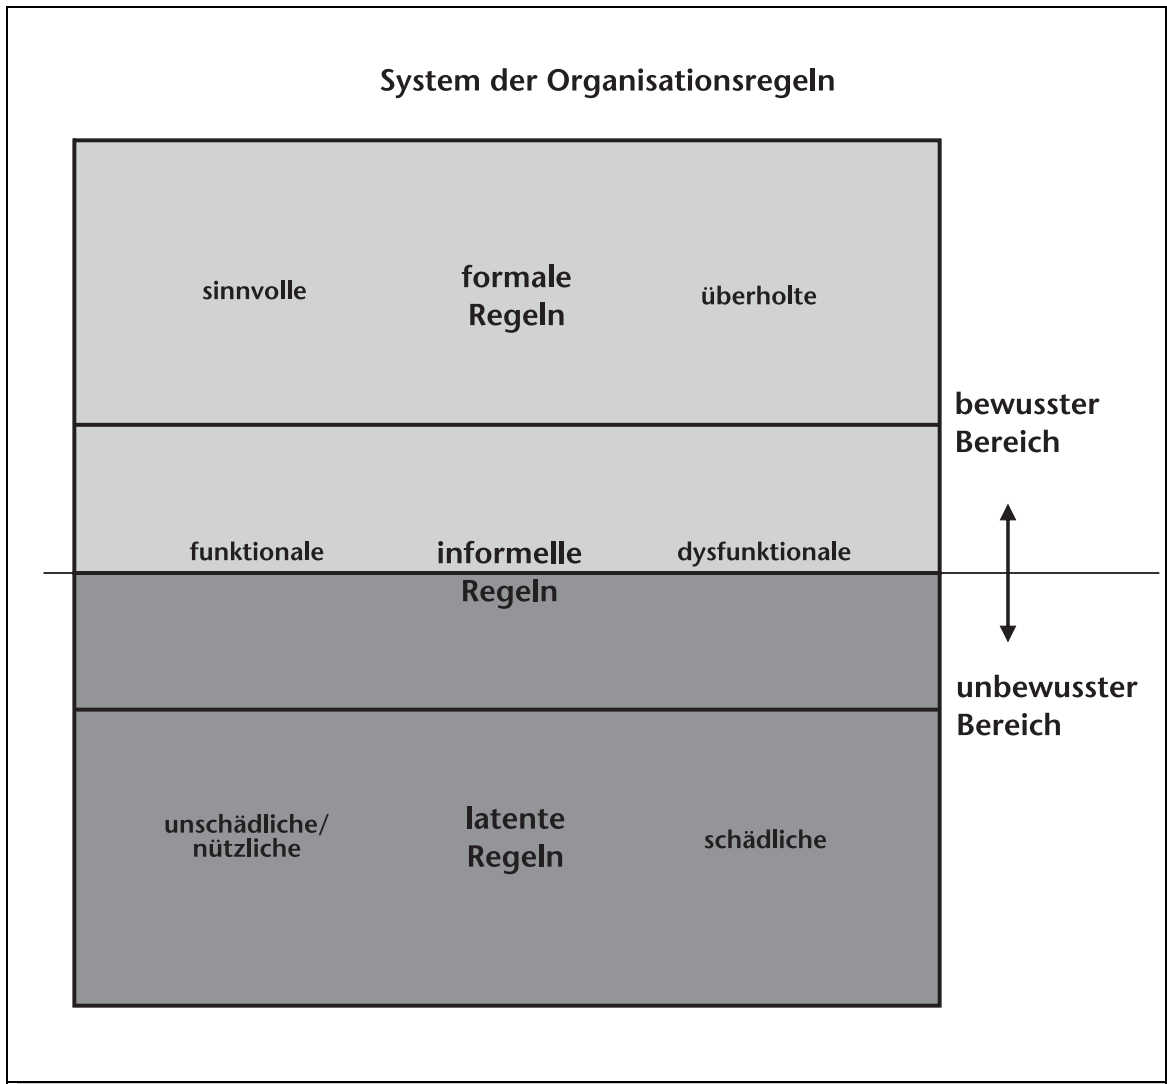 System der Organisationsregeln
sinnvolle
formale
Regeln
überholte
bewusster
Bereich
funktionale
informelle
Regeln
dysfunktionale
unbewusster
Bereich
unschädliche/
nützliche
latente
Regeln
schädliche